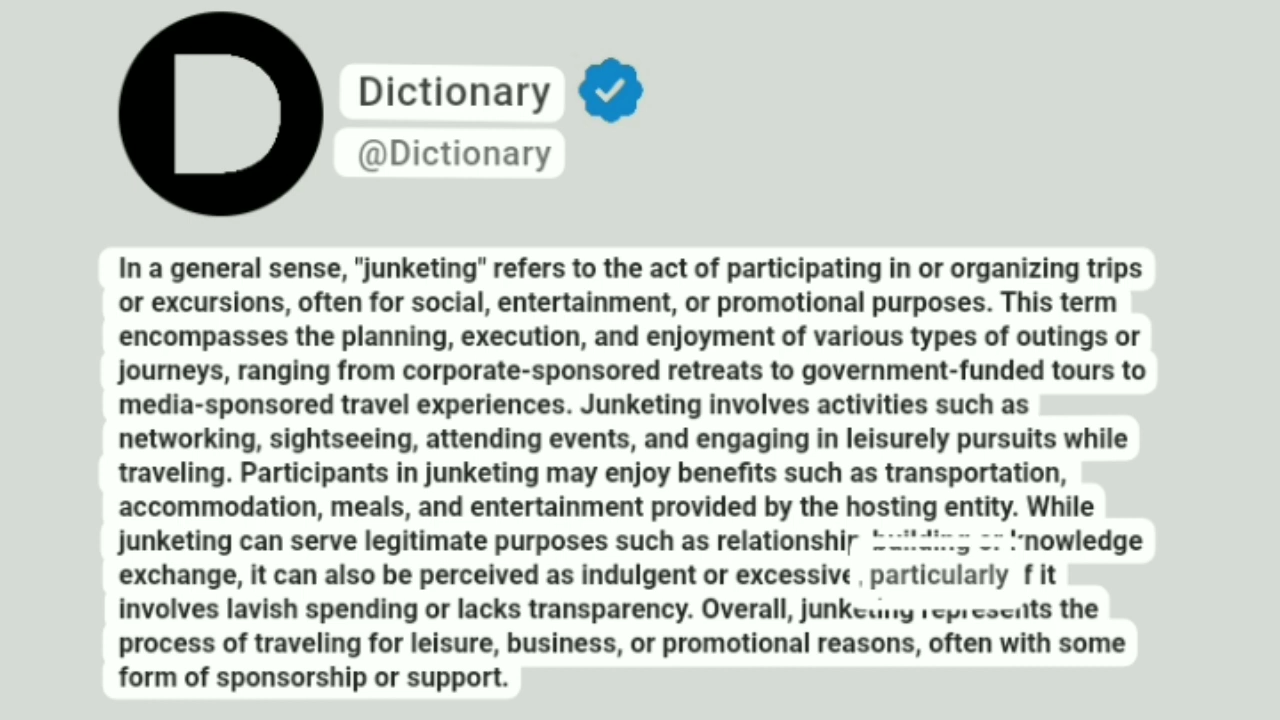 D
Dictionary
@Dictionary
In a general sense, "junketing" refers to the act of participating in or organizing trips
or excursions, often for social, entertainment, or promotional purposes. This term
encompasses the planning, execution, and enjoyment of various types of outings or
journeys, ranging from corporate-sponsored retreats to government-funded tours to
media-sponsored travel experiences. Junketing involves activities such as
networking, sightseeing, attending events, and engaging in leisurely pursuits while
traveling. Participants in junketing may enjoy benefits such as transportation,
accommodation, meals, and entertainment provided by the hosting entity. While
junketing can serve legitimate purposes such as relationship building or knowledge
exchange, it can also be perceived as indulgent or excessive, particularly if it
involves lavish spending or lacks transparency. Overall, junketing represents the
process of traveling for leisure, business, or promotional reasons, often with some
form of sponsorship or support.